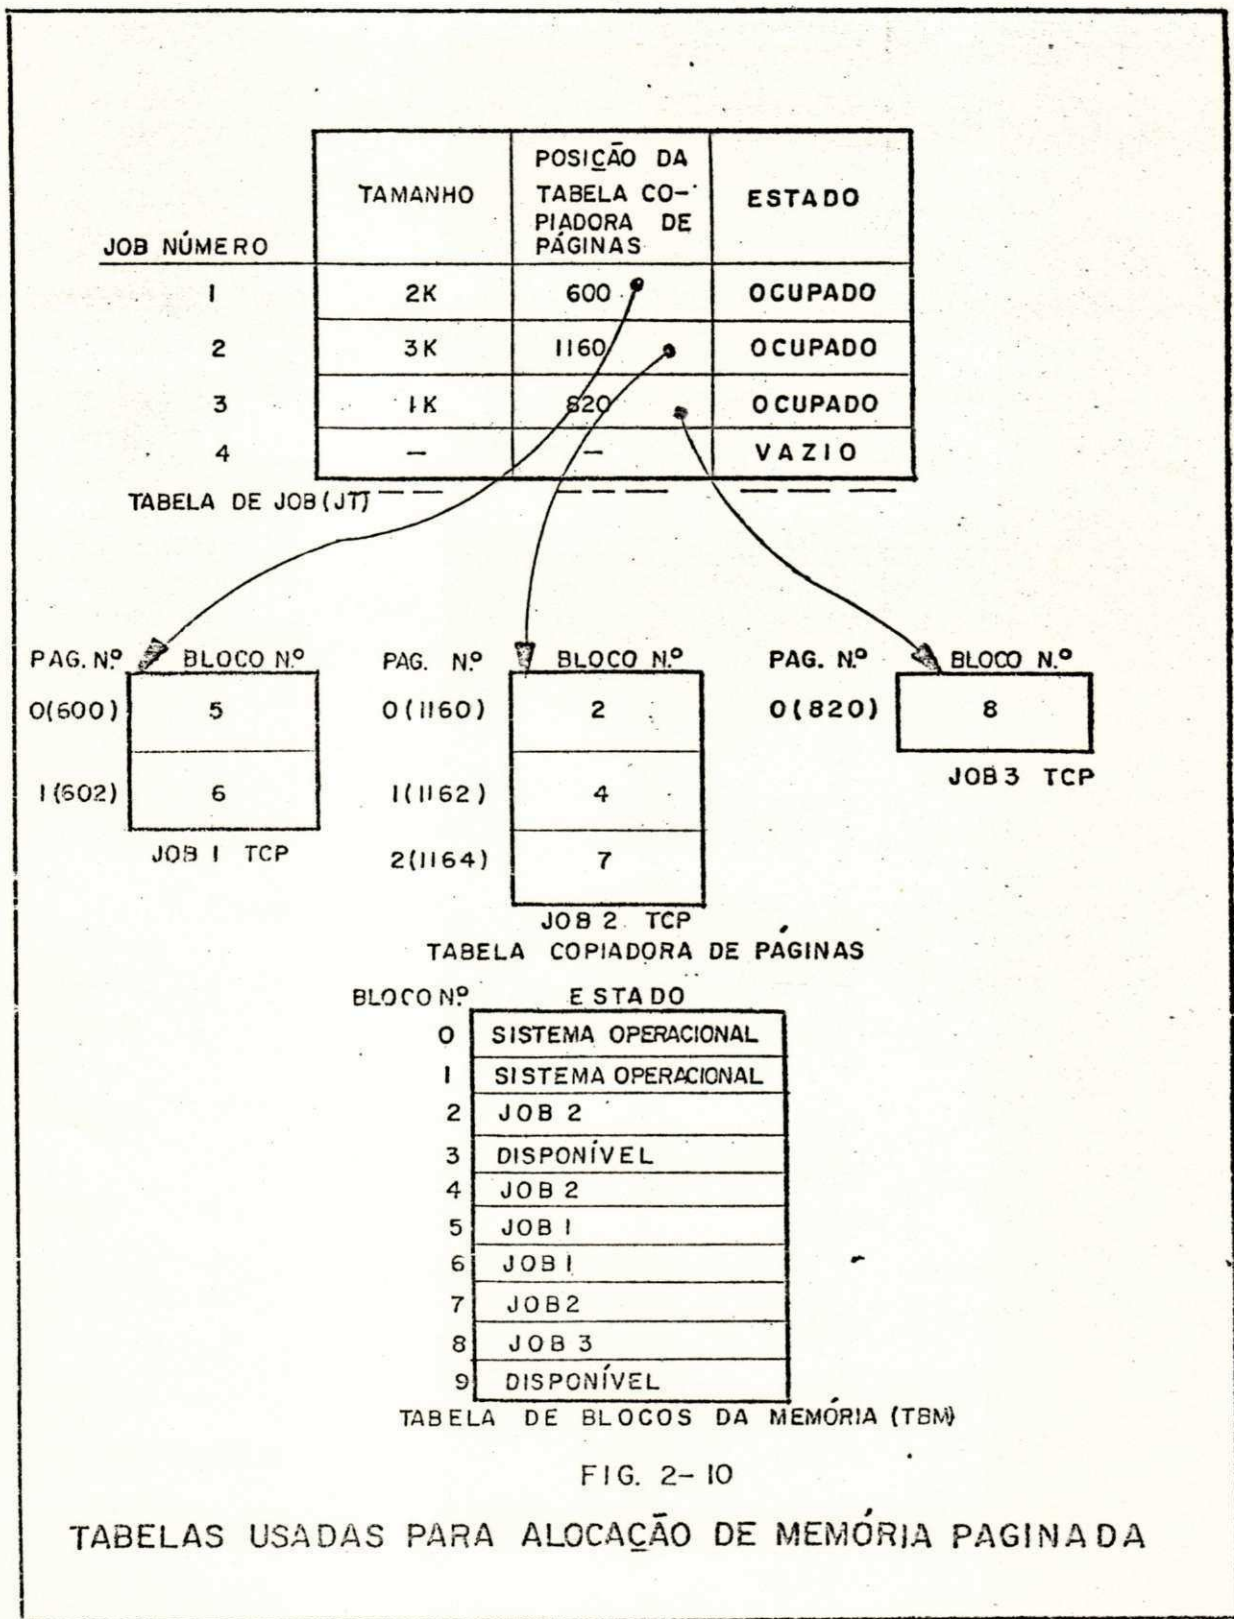 JOB NÚMERO TAMANHO POSIÇÃO DA TABELA CO- PIADORA DE PÁGINAS ESTADO
1 2K 600 OCUPADO
2 3K 1160 OCUPADO
3 1K 820 OCUPADO
4 – – VAZIO
TABELA DE JOB (JT)
PAG. Nº BLOCO Nº
0(600) 5
1(602) 6
JOB 1 TCP
PAG. Nº BLOCO Nº
0(1160) 2
1(1162) 4
2(1164) 7
JOB 2 TCP
PAG. Nº BLOCO Nº
0(820) 8
JOB 3 TCP
TABELA COPIADORA DE PÁGINAS
BLOCO Nº ESTADO
0 SISTEMA OPERACIONAL
1 SISTEMA OPERACIONAL
2 JOB 2
3 DISPONÍVEL
4 JOB 2
5 JOB 1
6 JOB 1
7 JOB 2
8 JOB 3
9 DISPONÍVEL
TABELA DE BLOCOS DA MEMÓRIA (TBM)
FIG. 2-10
TABELAS USADAS PARA ALOCAÇÃO DE MEMÓRIA PAGINADA